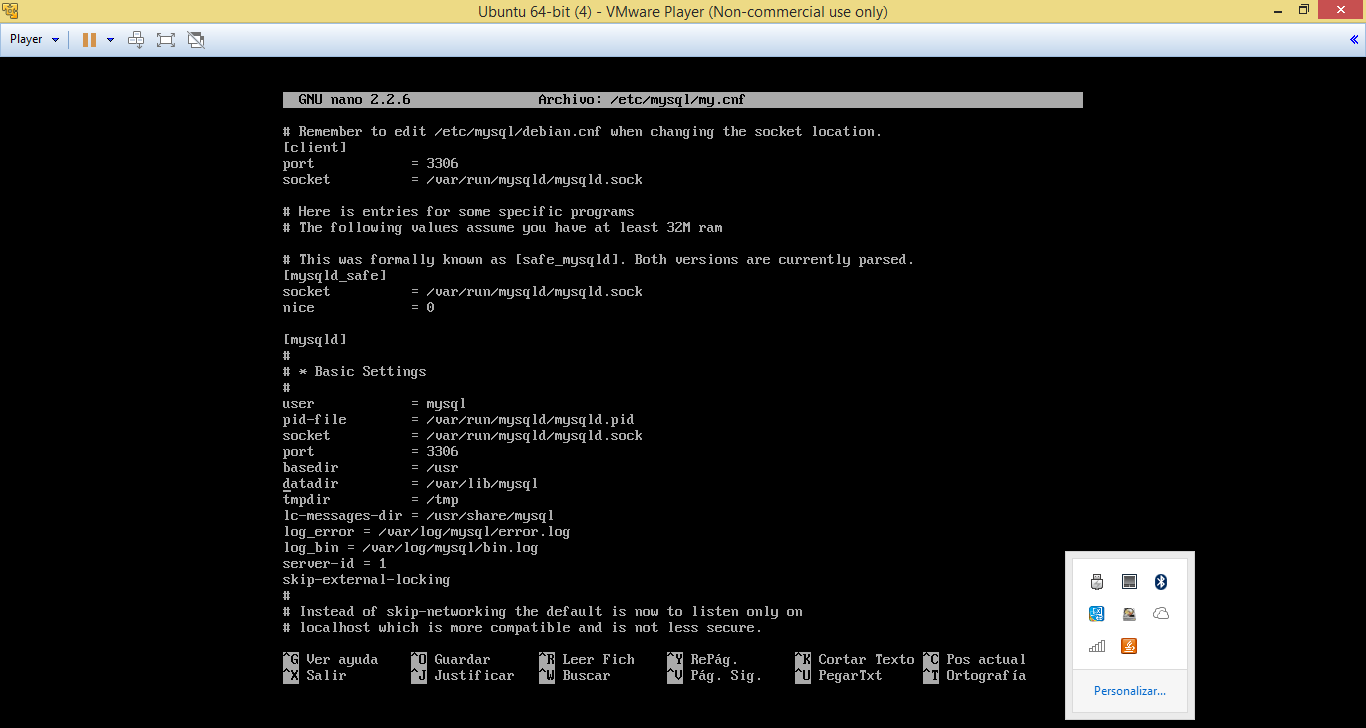 Ubuntu 64-bit (4) - VMware Player (Non-commercial use only)
Player
GNU nano 2.2.6 Archivo: /etc/mysql/my.cnf
# Remember to edit /etc/mysql/debian.cnf when changing the socket location.
[client]
port = 3306
socket = /var/run/mysqld/mysqld.sock
# Here is entries for some specific programs
# The following values assume you have at least 32M ram
# This was formally known as [safe_mysqld]. Both versions are currently parsed.
[mysqld_safe]
socket = /var/run/mysqld/mysqld.sock
nice = 0
[mysqld]
#
# * Basic Settings
#
user = mysql
pid-file = /var/run/mysqld/mysqld.pid
socket = /var/run/mysqld/mysqld.sock
port = 3306
basedir = /usr
datadir = /var/lib/mysql
tmpdir = /tmp
lc-messages-dir = /usr/share/mysql
log_error = /var/log/mysql/error.log
log_bin = /var/log/mysql/bin.log
server-id = 1
skip-external-locking
#
# Instead of skip-networking the default is now to listen only on
# localhost which is more compatible and is not less secure.
^G Ver ayuda ^O Guardar ^R Leer Fich ^Y RePág. ^K Cortar Texto ^C Pos actual
^X Salir ^J Justificar ^W Buscar ^V Pág. Sig. ^U PegarTxt ^T Ortografía
Personalizar...